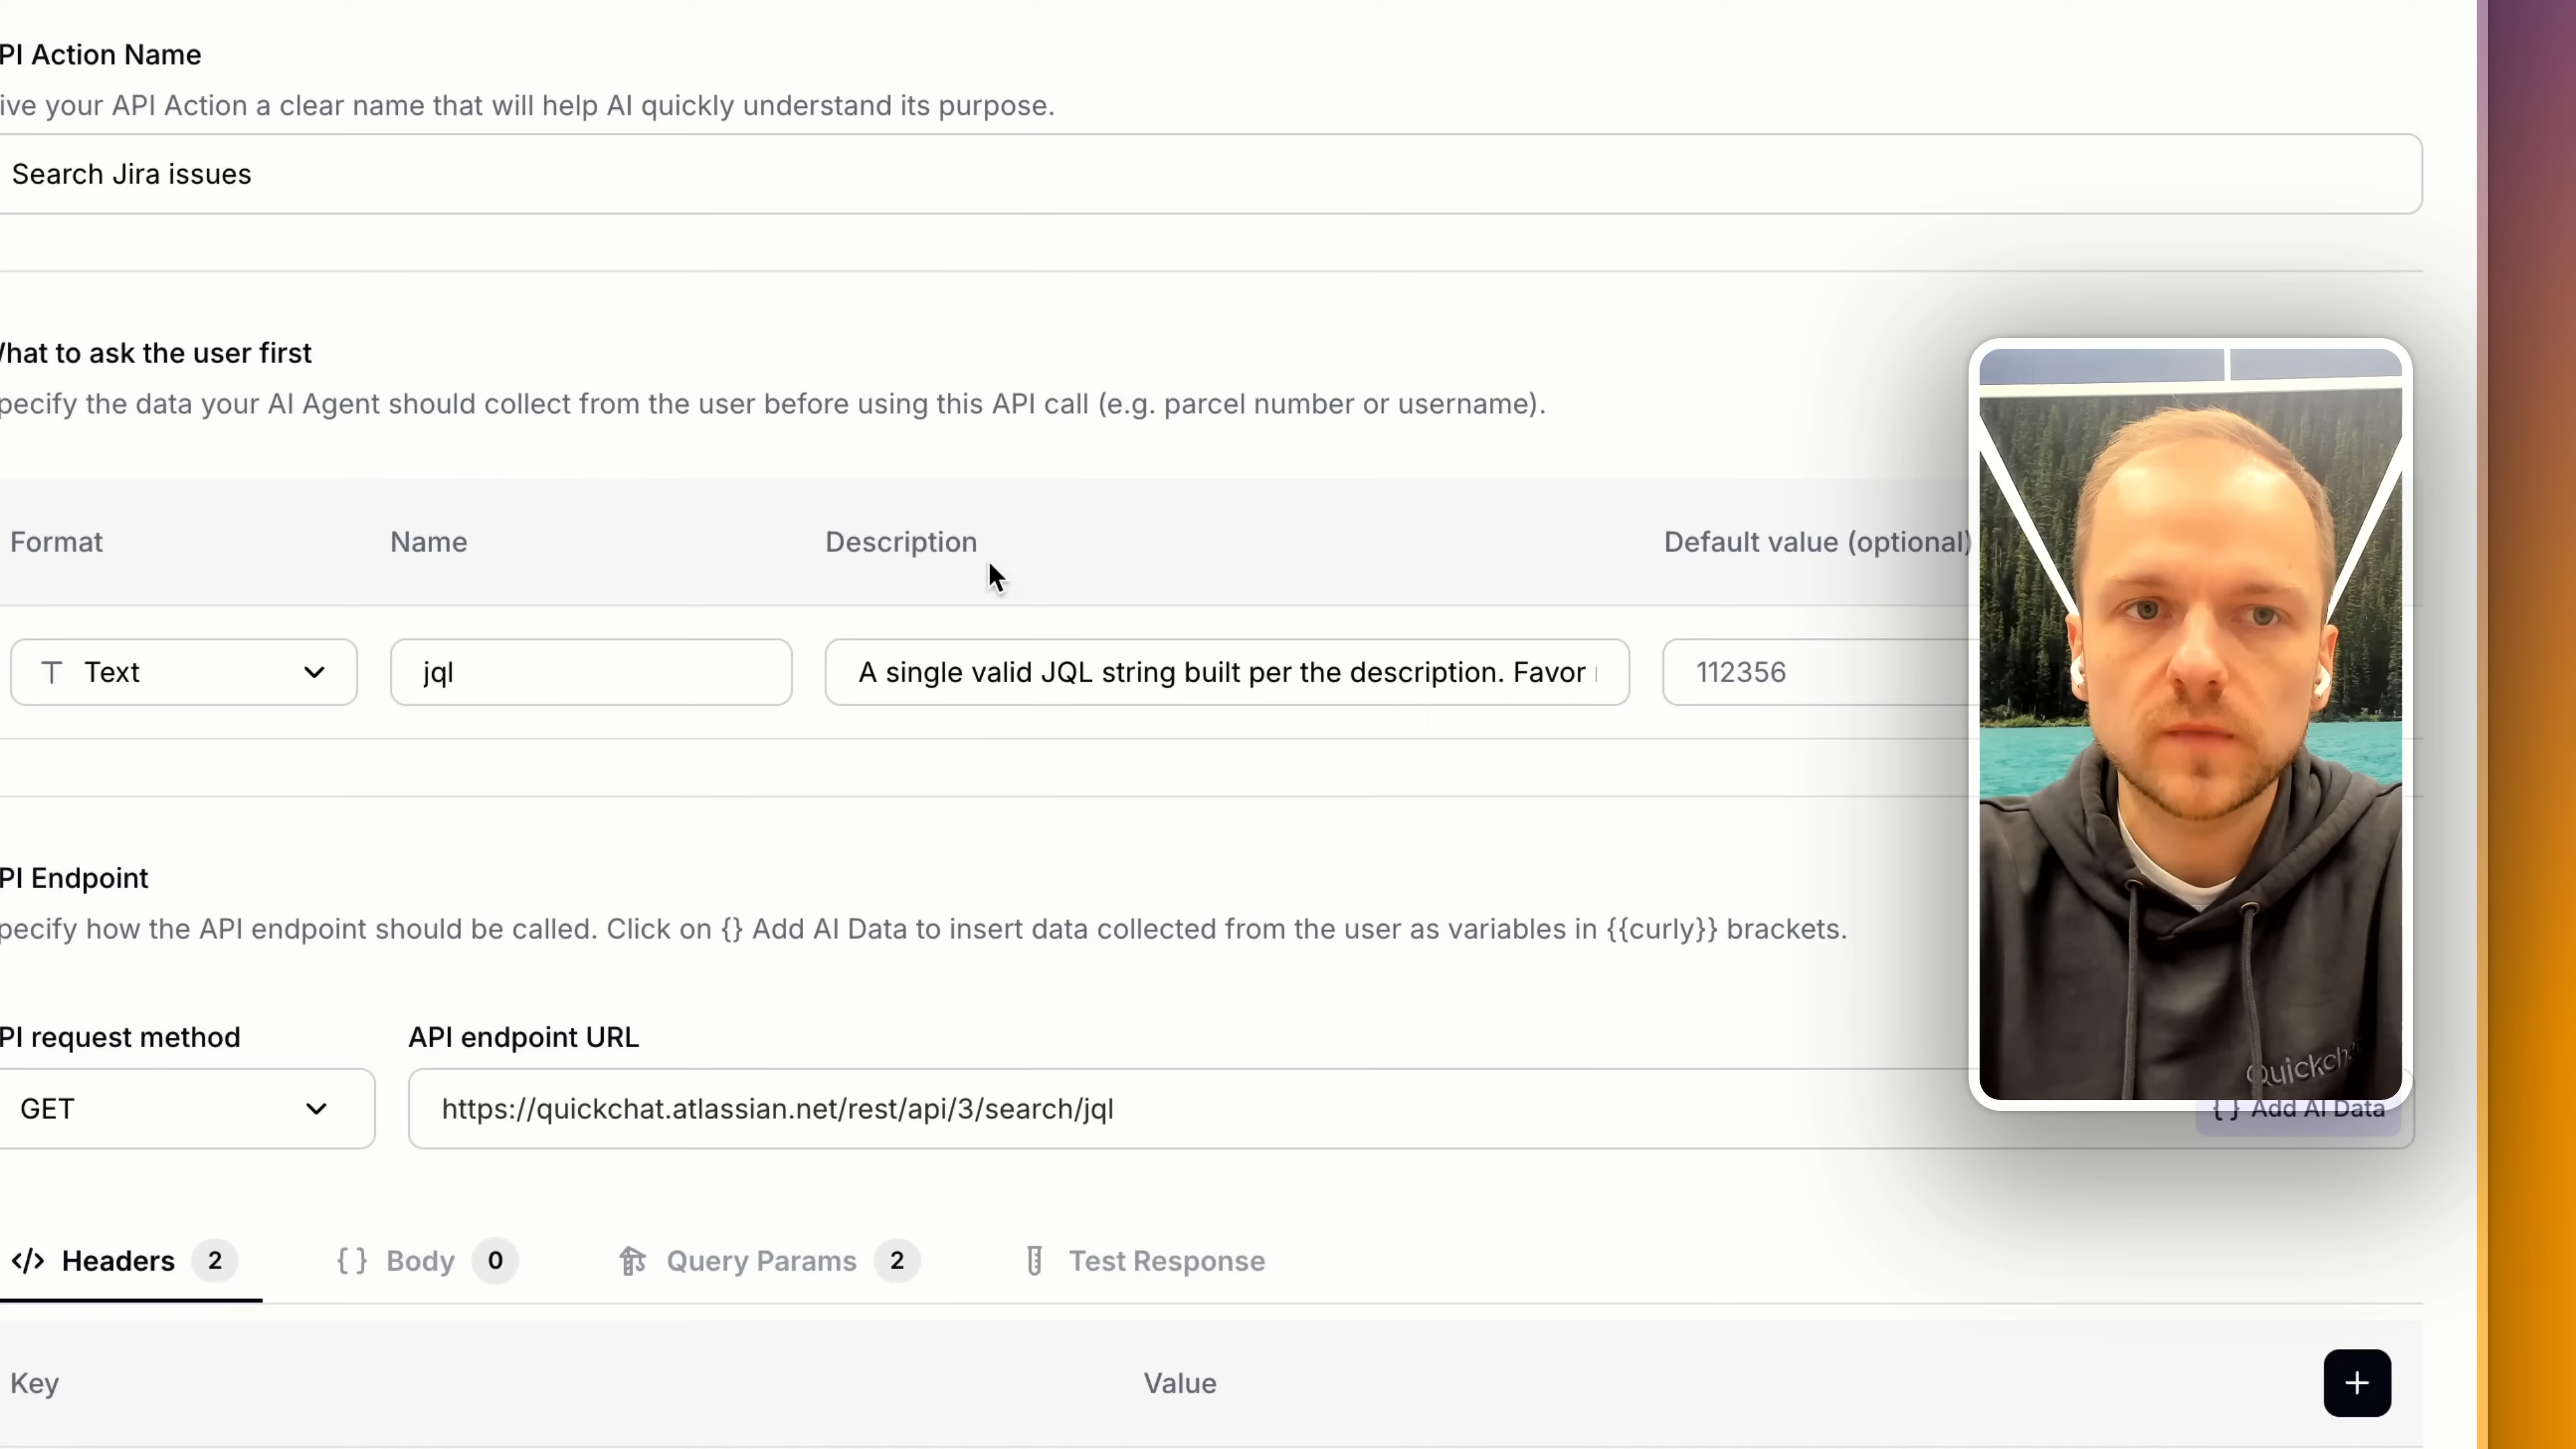 PI Action Name
ive your API Action a clear name that will help AI quickly understand its purpose.
Search Jira issues
hat to ask the user first
pecify the data your AI Agent should collect from the user before using this API call (e.g. parcel number or username).
Format Name Description Default value (optional)
Text jql A single valid JQL string built per the description. Favor 112356
PI Endpoint
pecify how the API endpoint should be called. Click on {} Add AI Data to insert data collected from the user as variables in {{curly}} brackets.
PI request method API endpoint URL
GET https://quickchat.atlassian.net/rest/api/3/search/jql { } Add AI Data
</> Headers 2 { } Body 0 Query Params 2 Test Response
Key Value +
Quickch